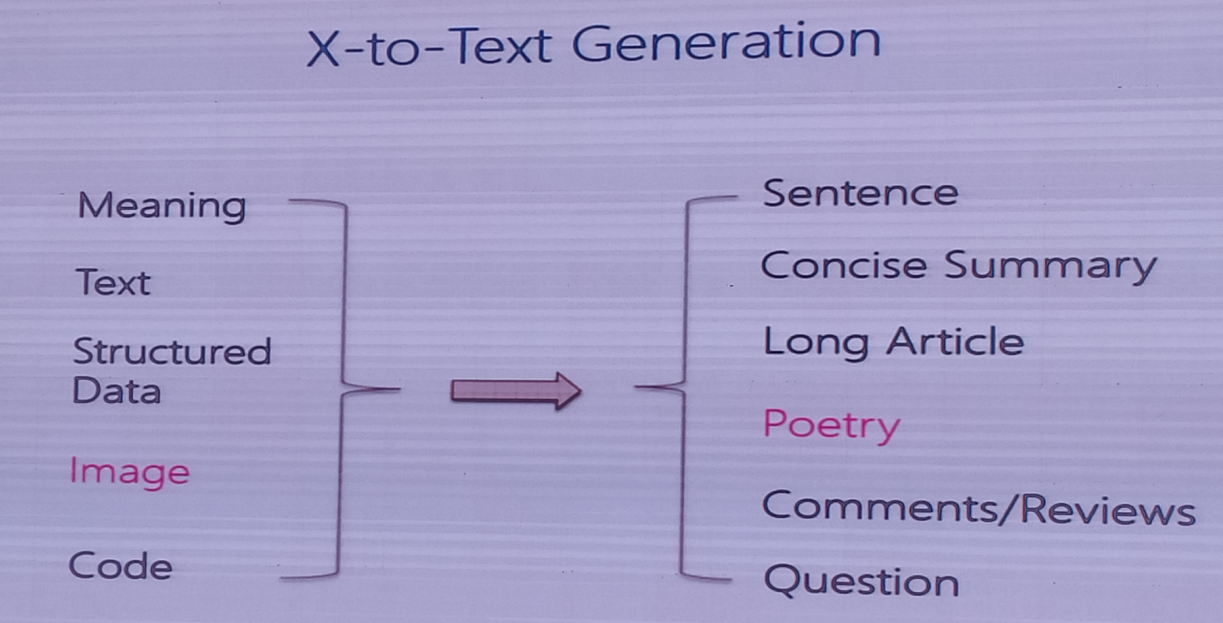 X-to-Text Generation
Meaning
Text
Structured
Data
Image
Code
Sentence
Concise Summary
Long Article
Poetry
Comments/Reviews
Question